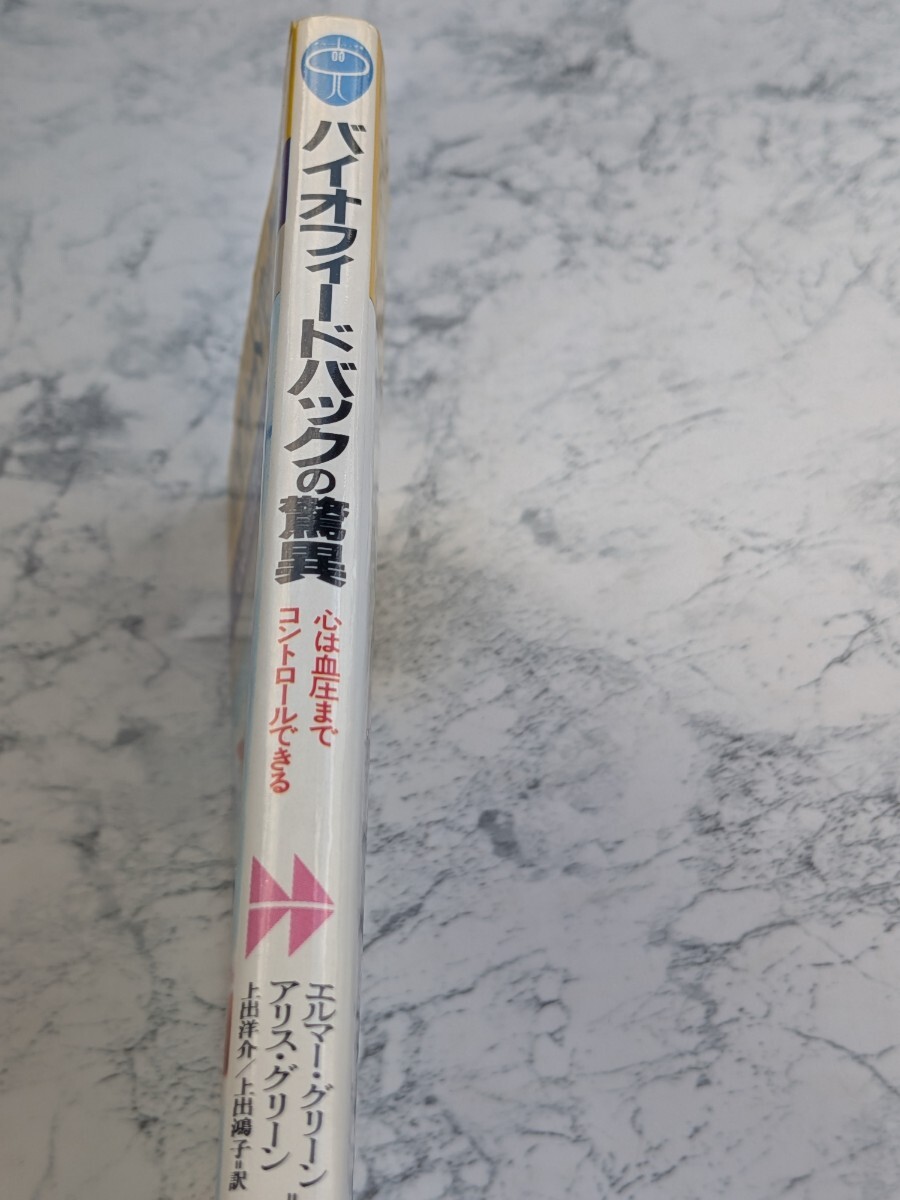 バイオフィードバックの驚異
心は血圧まで
コントロールできる
エルマー・グリーン
アリス・グリーン＝
上出洋介／上出鴻子＝訳